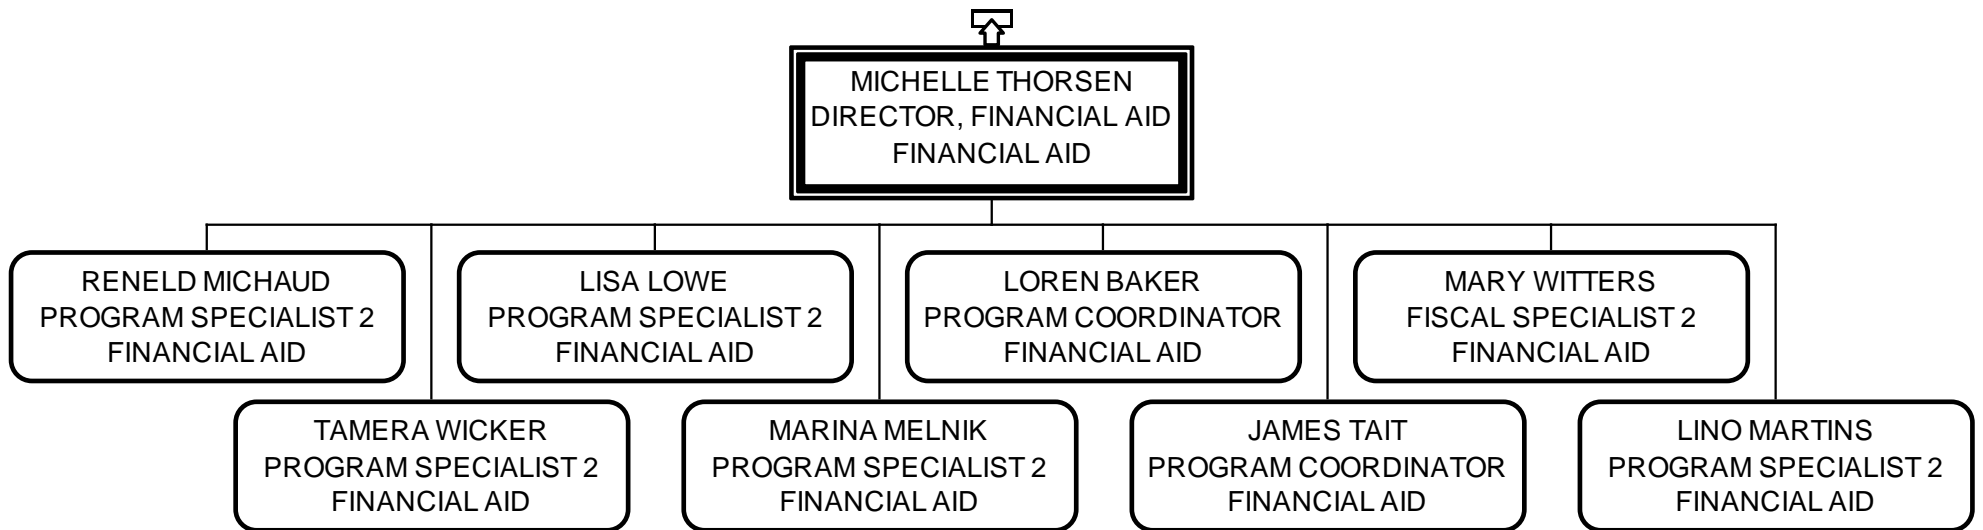 MICHELLE THORSEN
DIRECTOR, FINANCIAL AID
FINANCIAL AID
RENELD MICHAUD
PROGRAM SPECIALIST 2
FINANCIAL AID
LISA LOWE
PROGRAM SPECIALIST 2
FINANCIAL AID
LOREN BAKER
PROGRAM COORDINATOR
FINANCIAL AID
MARY WITTERS
FISCAL SPECIALIST 2
FINANCIAL AID
TAMERA WICKER
PROGRAM SPECIALIST 2
FINANCIAL AID
MARINA MELNIK
PROGRAM SPECIALIST 2
FINANCIAL AID
JAMES TAIT
PROGRAM COORDINATOR
FINANCIAL AID
LINO MARTINS
PROGRAM SPECIALIST 2
FINANCIAL AID